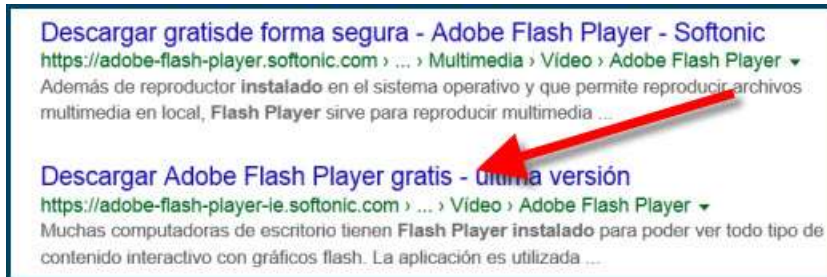 Descargar gratisde forma segura - Adobe Flash Player - Softonic
https://adobe-flash-player.softonic.com › ... › Multimedia › Vídeo › Adobe Flash Player ▾
Además de reproductor instalado en el sistema operativo y que permite reproducir archivos
multimedia en local, Flash Player sirve para reproducir multimedia ...
Descargar Adobe Flash Player gratis - última versión
https://adobe-flash-player-ie.softonic.com › ... › Vídeo › Adobe Flash Player ▾
Muchas computadoras de escritorio tienen Flash Player instalado para poder ver todo tipo de
contenido interactivo con gráficos flash. La aplicación es utilizada ...